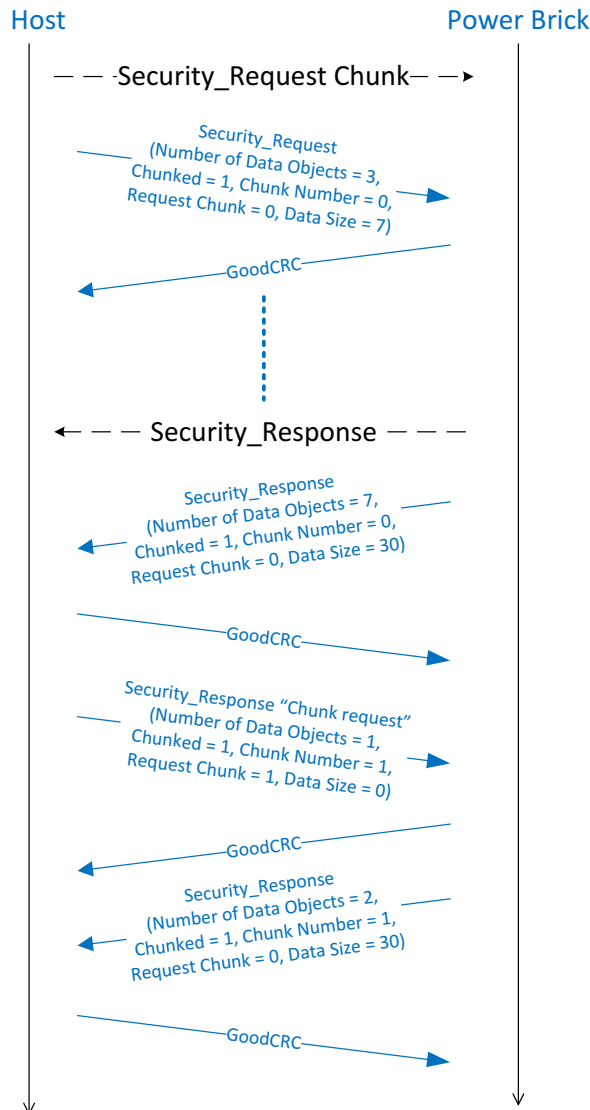 Host
Power Brick
Security_Request Chunk
Security_Request
(Number of Data Objects = 3,
Chunked = 1, Chunk Number = 0,
Request Chunk = 0, Data Size = 7)
GoodCRC
Security_Response
Security_Response
(Number of Data Objects = 7,
Chunked = 1, Chunk Number = 0,
Request Chunk = 0, Data Size = 30)
GoodCRC
Security_Response “Chunk request”
(Number of Data Objects = 1,
Chunked = 1, Chunk Number = 1,
Request Chunk = 1, Data Size = 0)
GoodCRC
Security_Response
(Number of Data Objects = 2,
Chunked = 1, Chunk Number = 1,
Request Chunk = 0, Data Size = 30)
GoodCRC